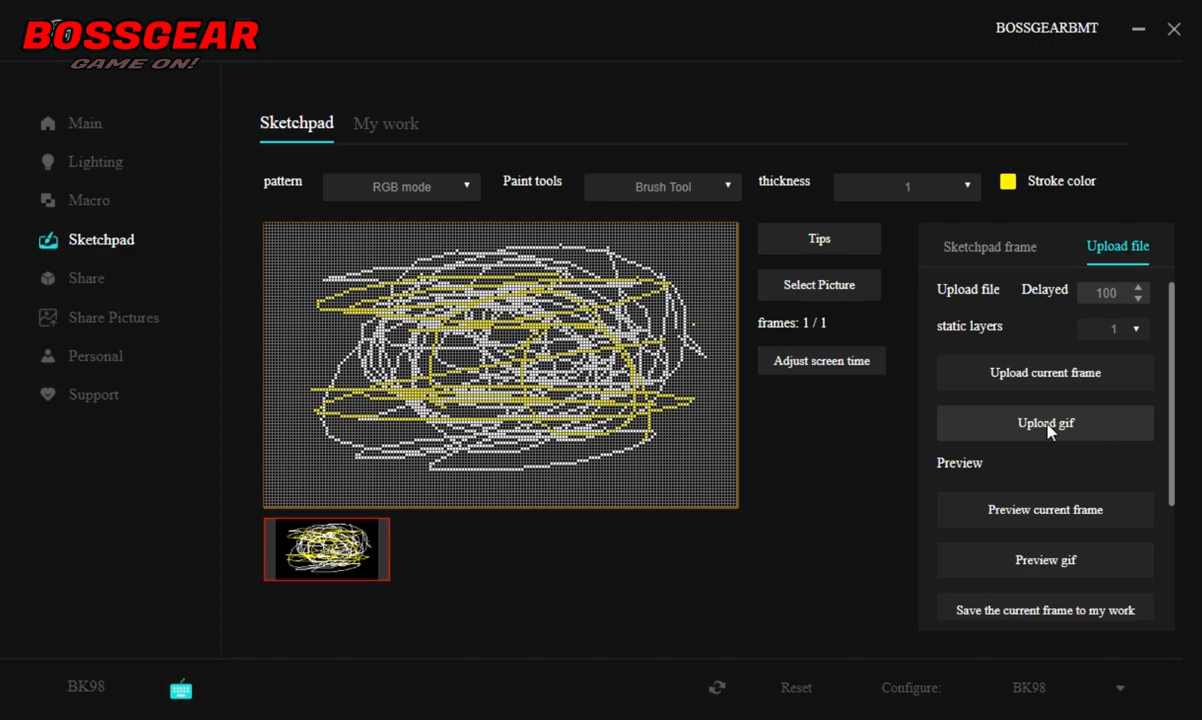 BOSSGEAR
GAME ON!
BOSSGEARBMT
Main
Lighting
Macro
Sketchpad
Share
Share Pictures
Personal
Support
Sketchpad My work
pattern RGB mode Paint tools Brush Tool thickness 1 Stroke color
Tips
Select Picture
frames: 1 / 1
Adjust screen time
Sketchpad frame Upload file
Upload file Delayed 100
static layers 1
Upload current frame
Upload gif
Preview
Preview current frame
Preview gif
Save the current frame to my work
BK98 Reset Configure: BK98